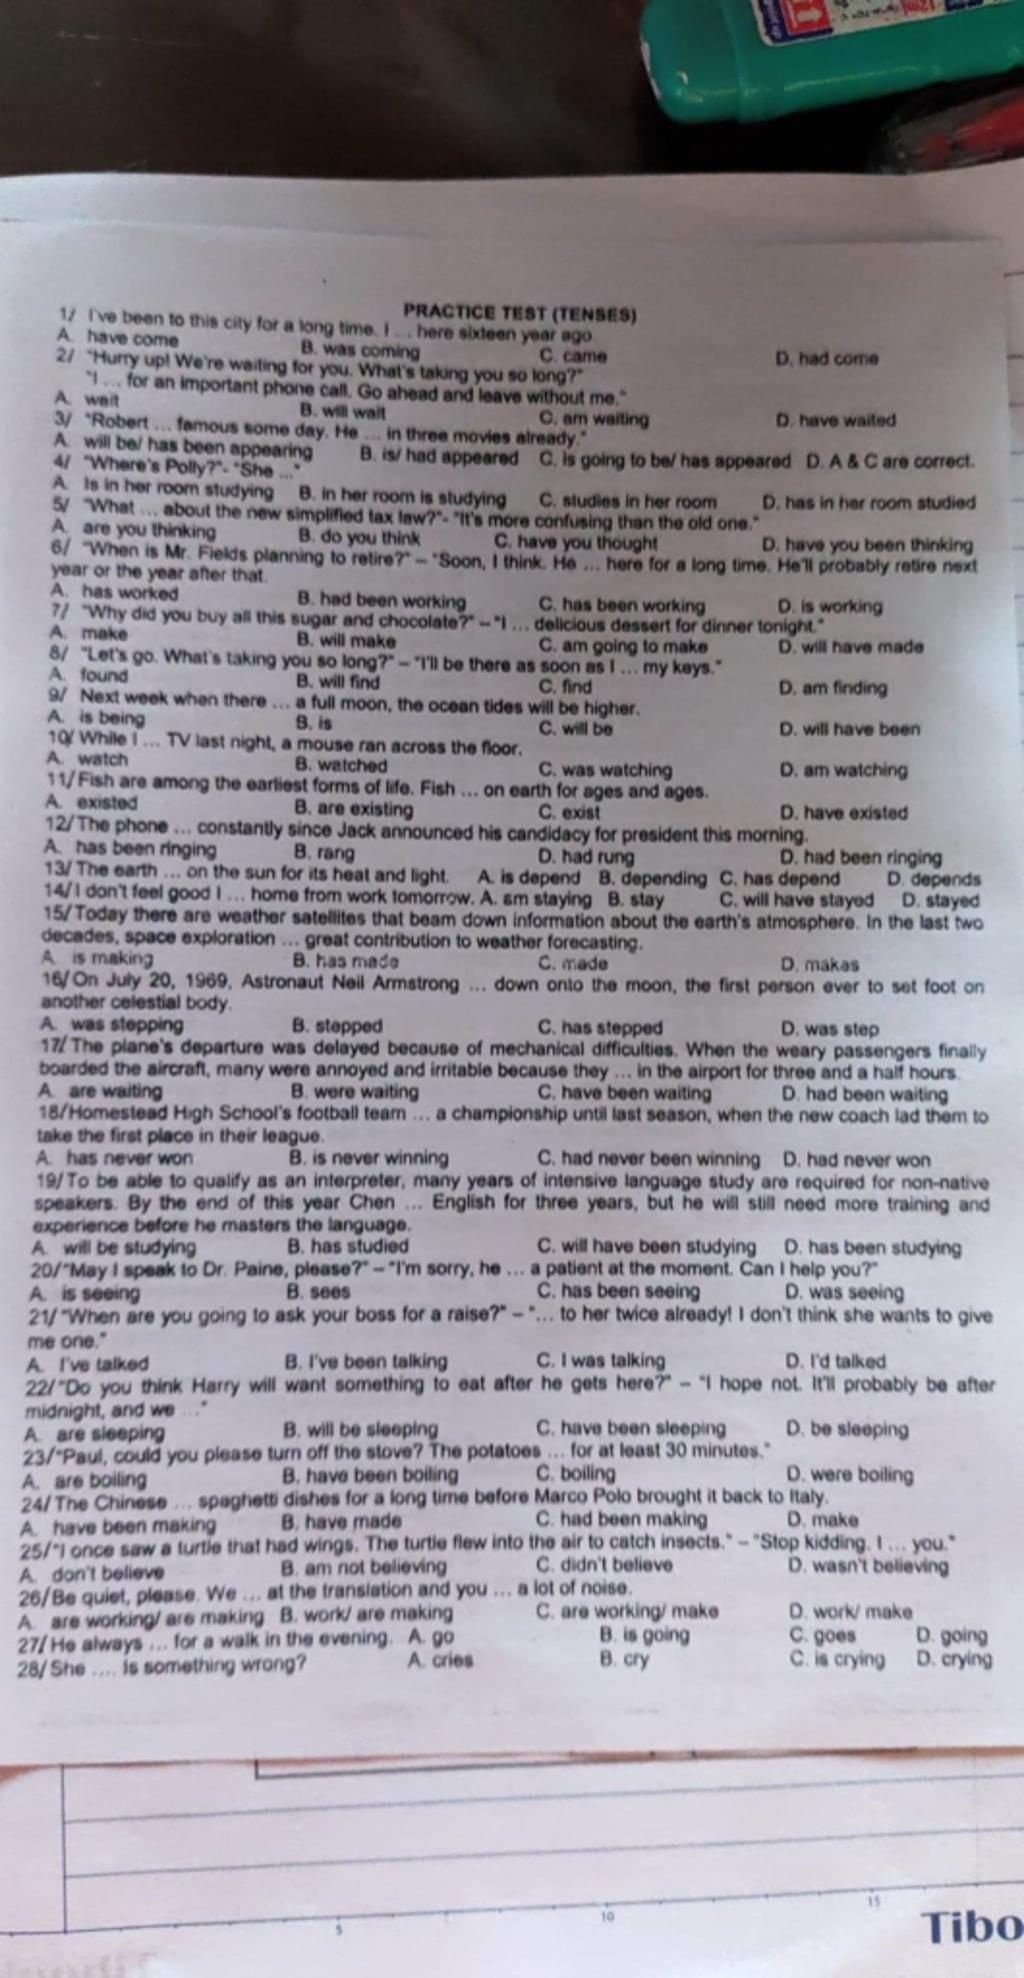 PRACTICE TEST (TENSES)
1/ I've been to this city for a long time. I ... here sixteen year ago.
A. have come B. was coming C. came D. had come
2/ "Hurry up! We're waiting for you. What's taking you so long?"
"I ... for an important phone call. Go ahead and leave without me."
A. wait B. will wait C. am waiting D. have waited
3/ "Robert ... famous some day. He ... in three movies already."
A. will be/ has been appearing B. is/ had appeared C. is going to be/ has appeared D. A & C are correct.
4/ "Where's Polly?"- "She ..."
A. Is in her room studying B. in her room is studying C. studies in her room D. has in her room studied
5/ "What ... about the new simplified tax law?"- "It's more confusing than the old one."
A. are you thinking B. do you think C. have you thought D. have you been thinking
6/ "When is Mr. Fields planning to retire?" – "Soon, I think. He ... here for a long time. He'll probably retire next
year or the year after that.
A. has worked B. had been working C. has been working D. is working
7/ "Why did you buy all this sugar and chocolate?" – "I ... delicious dessert for dinner tonight."
A. make B. will make C. am going to make D. will have made
8/ "Let's go. What's taking you so long?" – "I'll be there as soon as I ... my keys."
A. found B. will find C. find D. am finding
9/ Next week when there ... a full moon, the ocean tides will be higher.
A. is being B. is C. will be D. will have been
10/ While I ... TV last night, a mouse ran across the floor.
A. watch B. watched C. was watching D. am watching
11/ Fish are among the earliest forms of life. Fish ... on earth for ages and ages.
A. existed B. are existing C. exist D. have existed
12/ The phone ... constantly since Jack announced his candidacy for president this morning.
A. has been ringing B. rang D. had rung D. had been ringing
13/ The earth ... on the sun for its heat and light. A. is depend B. depending C. has depend D. depends
14/ I don't feel good I ... home from work tomorrow. A. am staying B. stay C. will have stayed D. stayed
15/ Today there are weather satellites that beam down information about the earth's atmosphere. In the last two
decades, space exploration ... great contribution to weather forecasting.
A. is making B. has made C. made D. makes
16/ On July 20, 1969, Astronaut Neil Armstrong ... down onto the moon, the first person ever to set foot on
another celestial body.
A. was stepping B. stepped C. has stepped D. was step
17/ The plane's departure was delayed because of mechanical difficulties. When the weary passengers finally
boarded the aircraft, many were annoyed and irritable because they ... in the airport for three and a half hours.
A. are waiting B. were waiting C. have been waiting D. had been waiting
18/Homestead High School's football team ... a championship until last season, when the new coach lad them to
take the first place in their league.
A. has never won B. is never winning C. had never been winning D. had never won
19/ To be able to qualify as an interpreter, many years of intensive language study are required for non-native
speakers. By the end of this year Chen ... English for three years, but he will still need more training and
experience before he masters the language.
A. will be studying B. has studied C. will have been studying D. has been studying
20/ "May I speak to Dr. Paine, please?" – "I'm sorry, he ... a patient at the moment. Can I help you?"
A. is seeing B. sees C. has been seeing D. was seeing
21/ "When are you going to ask your boss for a raise?" – "... to her twice already! I don't think she wants to give
me one."
A. I've talked B. I've been talking C. I was talking D. I'd talked
22/ "Do you think Harry will want something to eat after he gets here?" – "I hope not. It'll probably be after
midnight, and we ..."
A. are sleeping B. will be sleeping C. have been sleeping D. be sleeping
23/ "Paul, could you please turn off the stove? The potatoes ... for at least 30 minutes."
A. are boiling B. have been boiling C. boiling D. were boiling
24/ The Chinese ... spaghetti dishes for a long time before Marco Polo brought it back to Italy.
A. have been making B. have made C. had been making D. make
25/ "I once saw a turtle that had wings. The turtle flew into the air to catch insects." – "Stop kidding. I ... you."
A. don't believe B. am not believing C. didn't believe D. wasn't believing
26/ Be quiet, please. We ... at the translation and you ... a lot of noise.
A. are working/ are making B. work/ are making C. are working/ make D. work/ make
27/ He always ... for a walk in the evening. A. go B. is going C. goes D. going
28/ She .... Is something wrong? A. cries B. cry C. is crying D. crying
5 10 15
Tibo